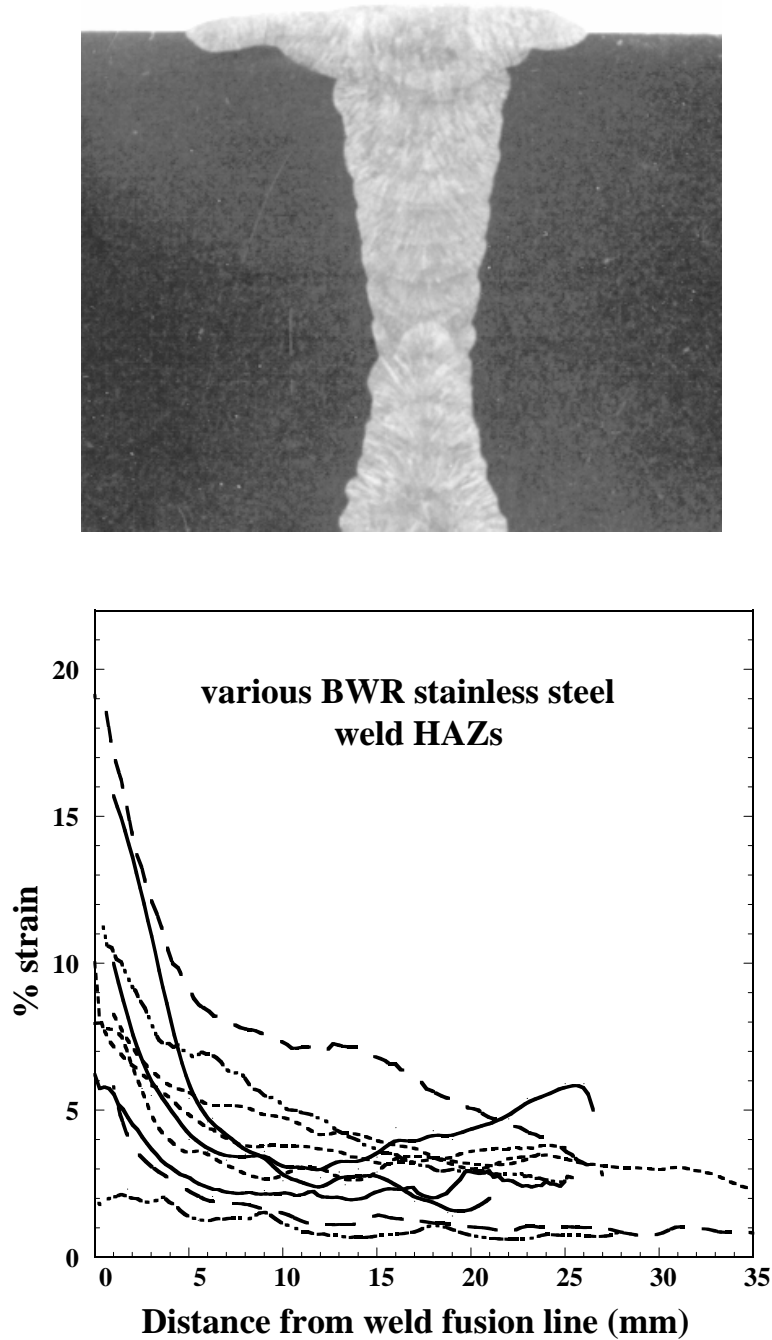 20
various BWR stainless steel
weld HAZs
15
% strain
10
5
0
0 5 10 15 20 25 30 35
Distance from weld fusion line (mm)